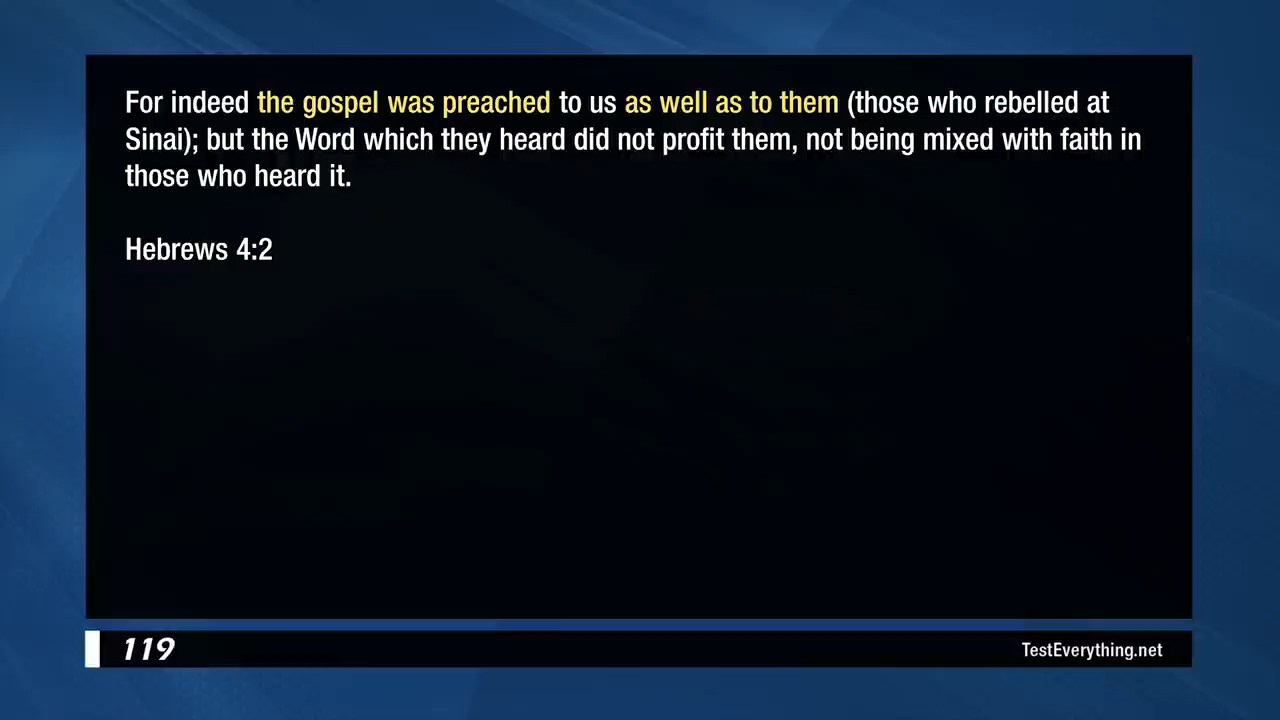 For indeed the gospel was preached to us as well as to them (those who rebelled at
Sinai); but the Word which they heard did not profit them, not being mixed with faith in
those who heard it.
Hebrews 4:2
119
TestEverything.net